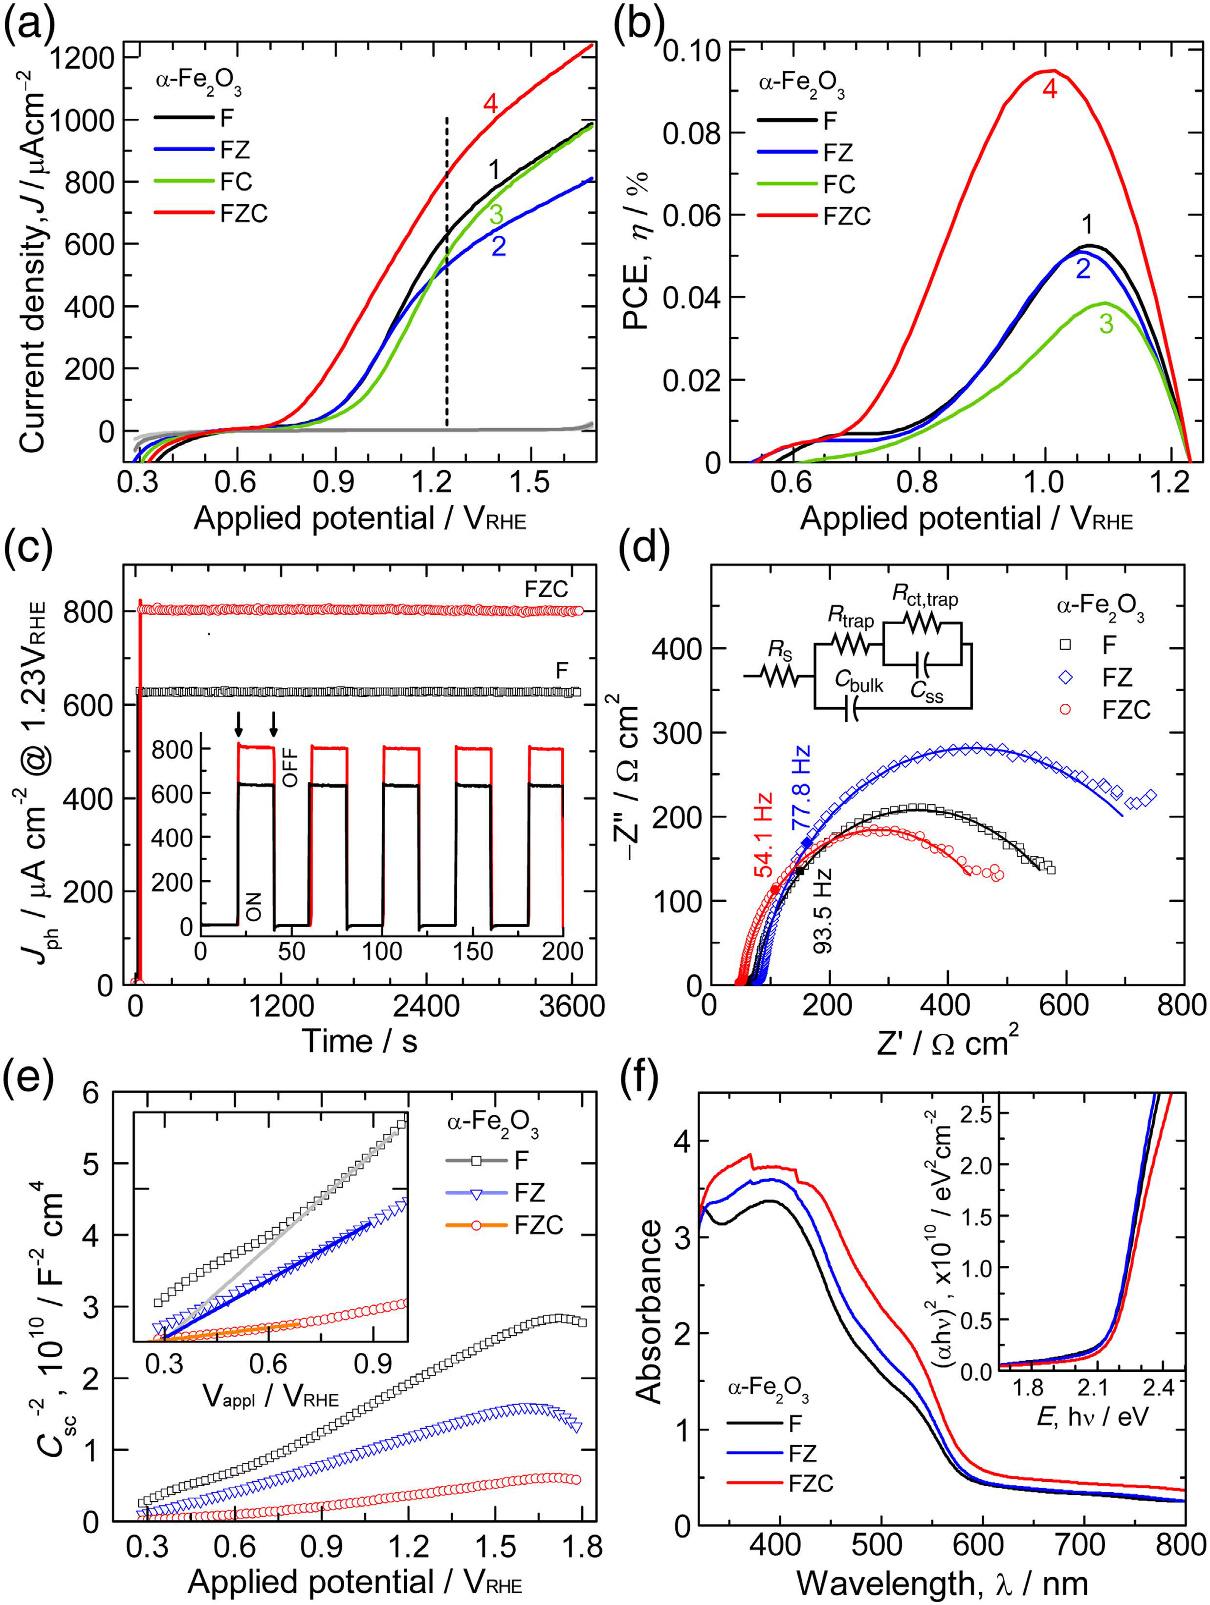 (a)
1200
1000
800
600
400
200
0
Current density, J / μAcm⁻²
α-Fe₂O₃
F
FZ
FC
FZC
4
1
3
2
0.3 0.6 0.9 1.2 1.5
Applied potential / V_RHE
(b)
0.10
0.08
0.06
0.04
0.02
0
PCE, η / %
α-Fe₂O₃
F
FZ
FC
FZC
4
1
2
3
0.6 0.8 1.0 1.2
Applied potential / V_RHE
(c)
800
600
400
200
0
J_ph / μA cm⁻² @ 1.23V_RHE
FZC
F
800
600
400
200
0
ON
OFF
0 50 100 150 200
0 1200 2400 3600
Time / s
(d)
400
300
200
100
0
−Z'' / Ω cm²
R_S
R_trap
R_ct,trap
C_bulk
C_ss
α-Fe₂O₃
F
FZ
FZC
54.1 Hz
77.8 Hz
93.5 Hz
0 200 400 600 800
Z' / Ω cm²
(e)
6
5
4
3
2
1
0
C_sc⁻², 10¹⁰ / F⁻² cm⁴
α-Fe₂O₃
F
FZ
FZC
0.3 0.6 0.9
V_appl / V_RHE
0.3 0.6 0.9 1.2 1.5 1.8
Applied potential / V_RHE
(f)
4
3
2
1
0
Absorbance
α-Fe₂O₃
F
FZ
FZC
2.5
2.0
1.5
1.0
0.5
0.0
(αhν)², x10¹⁰ / eV²cm⁻²
1.8 2.1 2.4
E, hν / eV
400 500 600 700 800
Wavelength, λ / nm